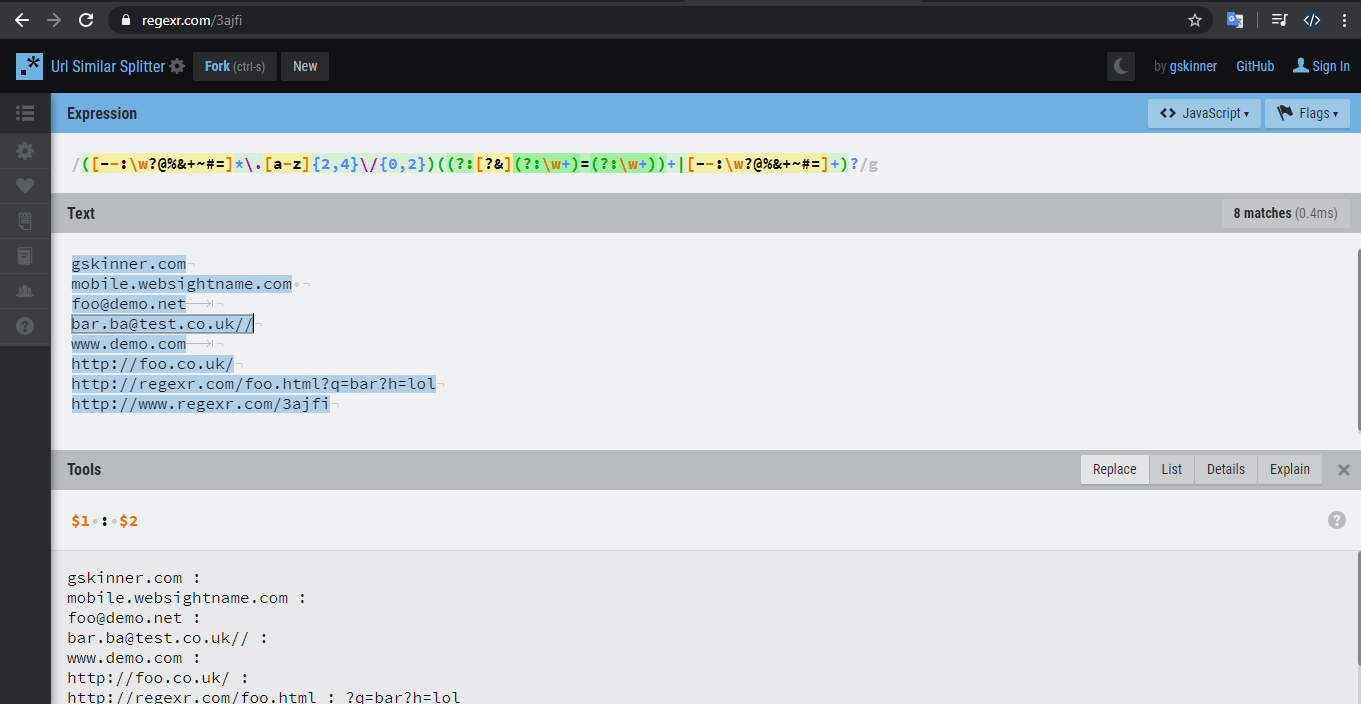 regexr.com/3ajfi
.* Url Similar Splitter Fork (ctrl-s) New by gskinner GitHub Sign In
Expression <> JavaScript ▾ Flags ▾
/([--:\w?@%&+~#=]*\.[a-z]{2,4}\/{0,2})((?:[?&](?:\w+)=(?:\w+))+|[--:\w?@%&+~#=]+)?/g
Text 8 matches (0.4ms)
gskinner.com
mobile.websightname.com
foo@demo.net
bar.ba@test.co.uk//
www.demo.com
http://foo.co.uk/
http://regexr.com/foo.html?q=bar?h=lol
http://www.regexr.com/3ajfi
Tools Replace List Details Explain
$1 : $2
gskinner.com :
mobile.websightname.com :
foo@demo.net :
bar.ba@test.co.uk// :
www.demo.com :
http://foo.co.uk/ :
http://regexr.com/foo.html : ?q=bar?h=lol